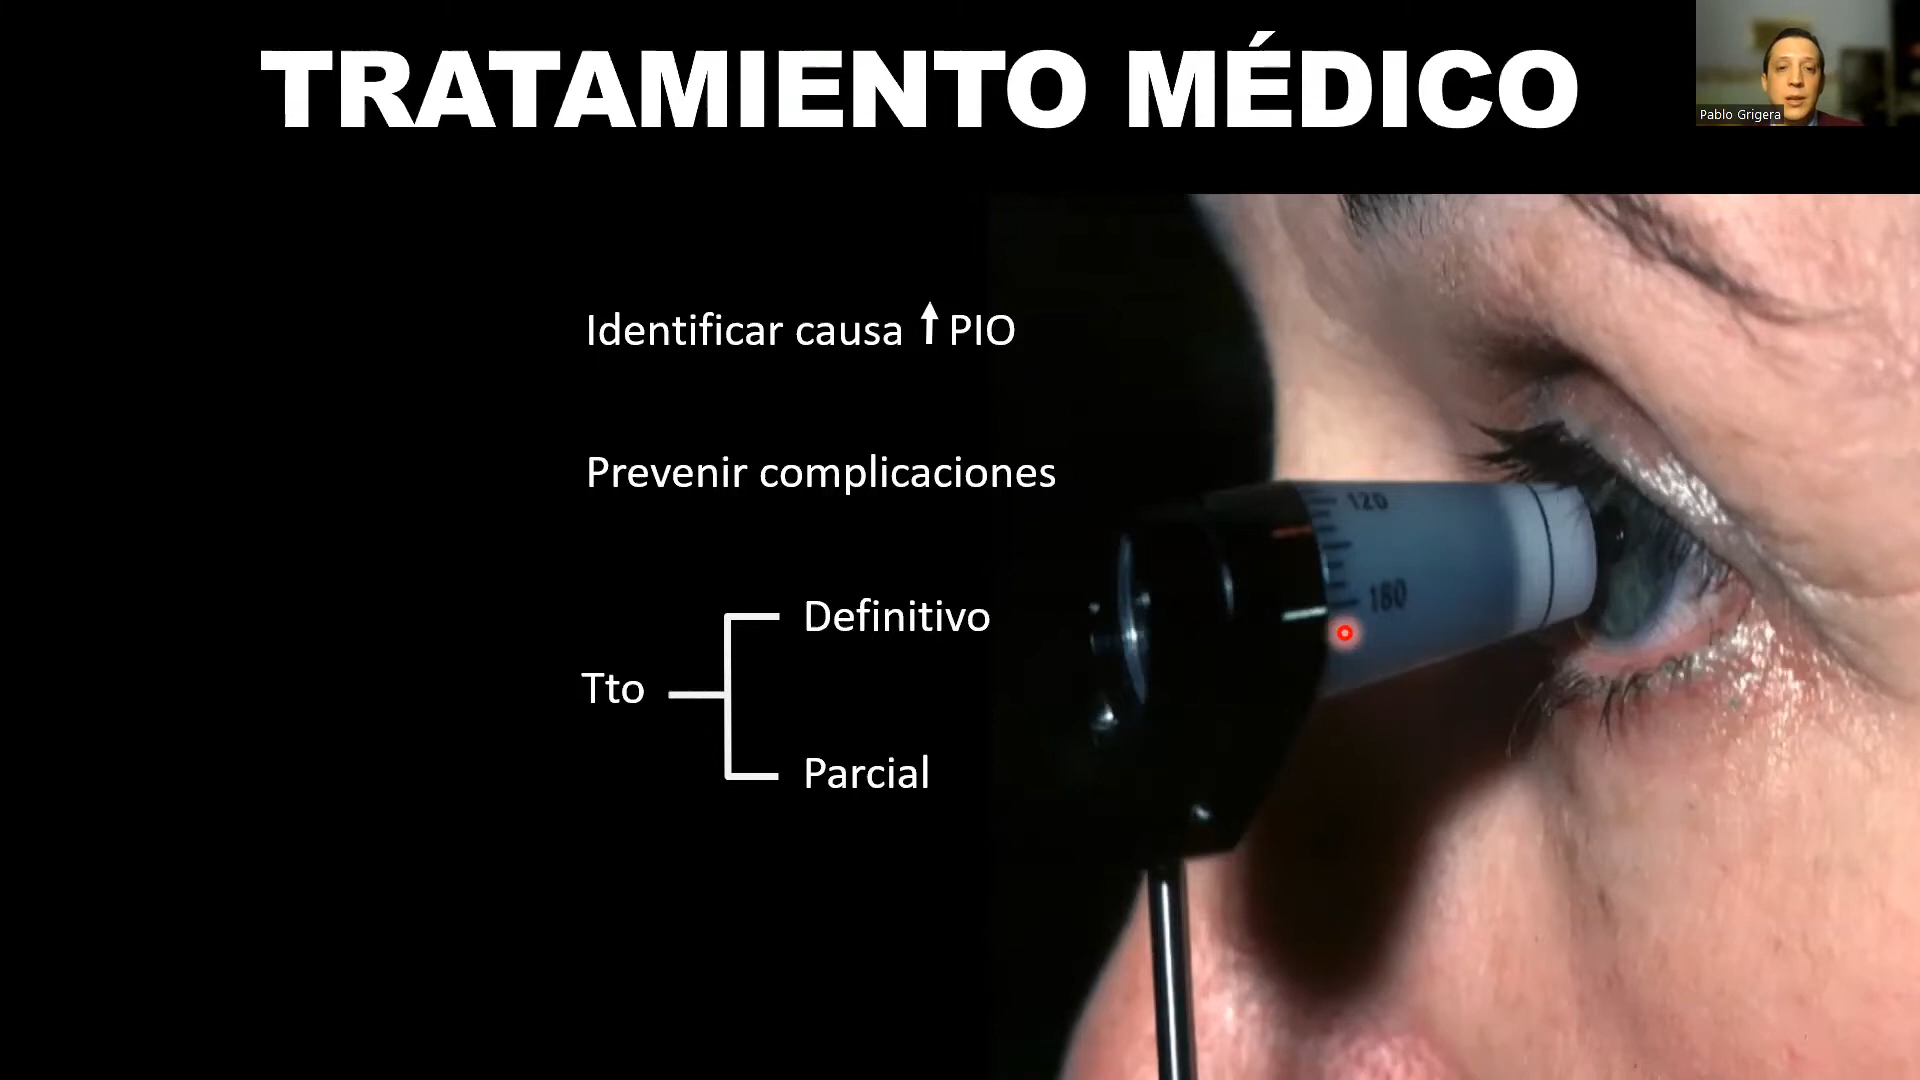 TRATAMIENTO MÉDICO
Pablo Grigera
Identificar causa ↑ PIO
Prevenir complicaciones
Tto
Definitivo
Parcial
120
180